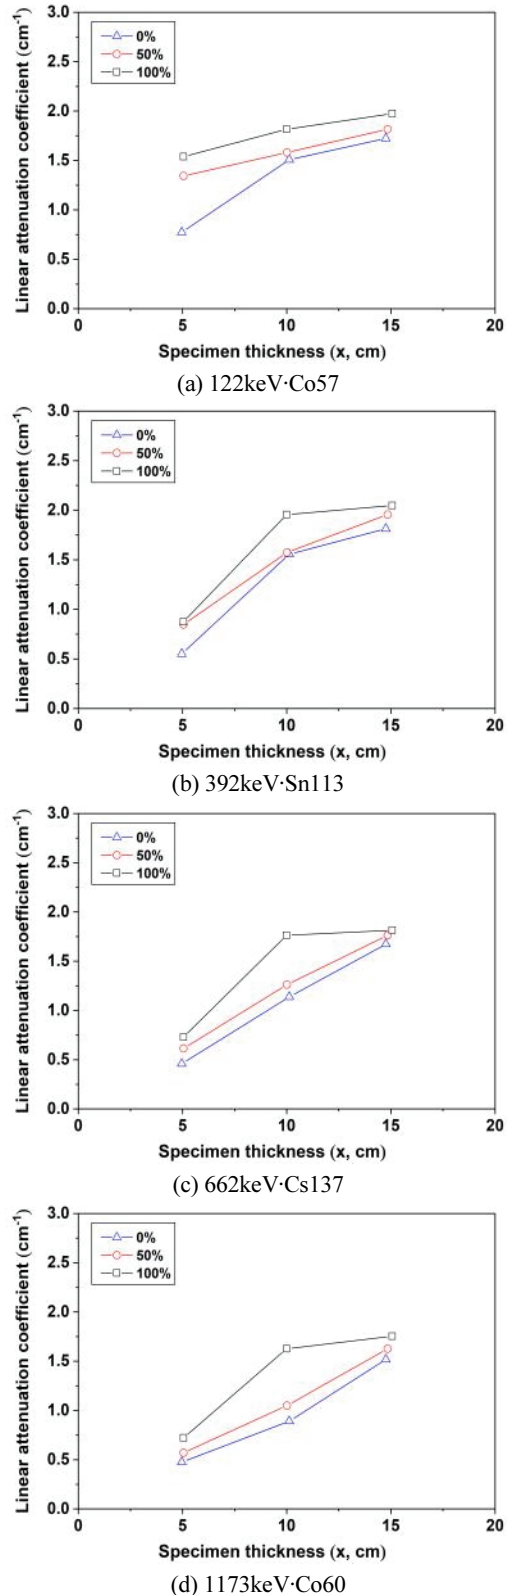 Linear attenuation coefficient (cm⁻¹)
3.0
2.5
2.0
1.5
1.0
0.5
0.0
0%
50%
100%
0 5 10 15 20
Specimen thickness (x, cm)
(a) 122keV·Co57
Linear attenuation coefficient (cm⁻¹)
3.0
2.5
2.0
1.5
1.0
0.5
0.0
0%
50%
100%
0 5 10 15 20
Specimen thickness (x, cm)
(b) 392keV·Sn113
Linear attenuation coefficient (cm⁻¹)
3.0
2.5
2.0
1.5
1.0
0.5
0.0
0%
50%
100%
0 5 10 15 20
Specimen thickness (x, cm)
(c) 662keV·Cs137
Linear attenuation coefficient (cm⁻¹)
3.0
2.5
2.0
1.5
1.0
0.5
0.0
0%
50%
100%
0 5 10 15 20
Specimen thickness (x, cm)
(d) 1173keV·Co60